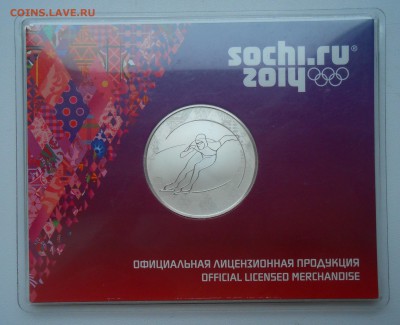 COINS.LAVE.RU
sochi.ru
2014
ОФИЦИАЛЬНАЯ ЛИЦЕНЗИОННАЯ ПРОДУКЦИЯ
OFFICIAL LICENSED MERCHANDISE